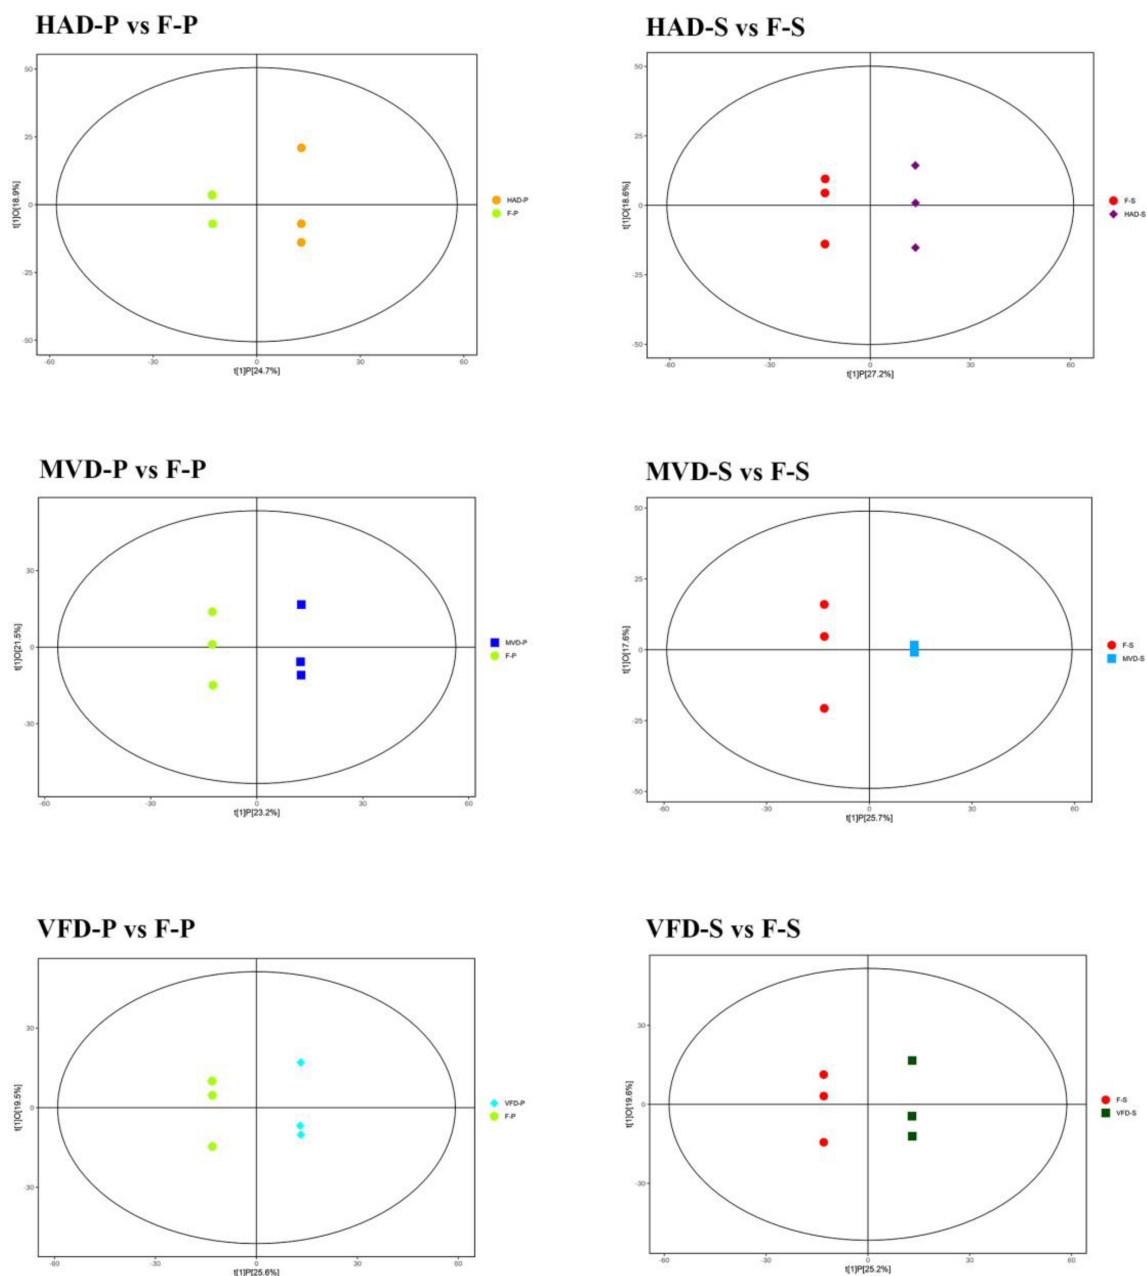 HAD-P vs F-P
50
25
0
-25
-50
-60
-30
0
30
60
t[1]O[18.9%]
t[1]P[24.7%]
HAD-P
F-P
HAD-S vs F-S
50
25
0
-25
-50
-60
-30
0
30
60
t[1]O[18.6%]
t[1]P[27.2%]
F-S
HAD-S
MVD-P vs F-P
30
0
-30
-60
-30
0
30
60
t[1]O[21.5%]
t[1]P[23.2%]
MVD-P
F-P
MVD-S vs F-S
50
25
0
-25
-50
-60
-30
0
30
60
t[1]O[17.6%]
t[1]P[25.7%]
F-S
MVD-S
VFD-P vs F-P
30
0
-30
-60
-30
0
30
60
t[1]O[19.5%]
t[1]P[25.6%]
VFD-P
F-P
VFD-S vs F-S
30
0
-30
-60
-30
0
30
60
t[1]O[19.6%]
t[1]P[25.2%]
F-S
VFD-S